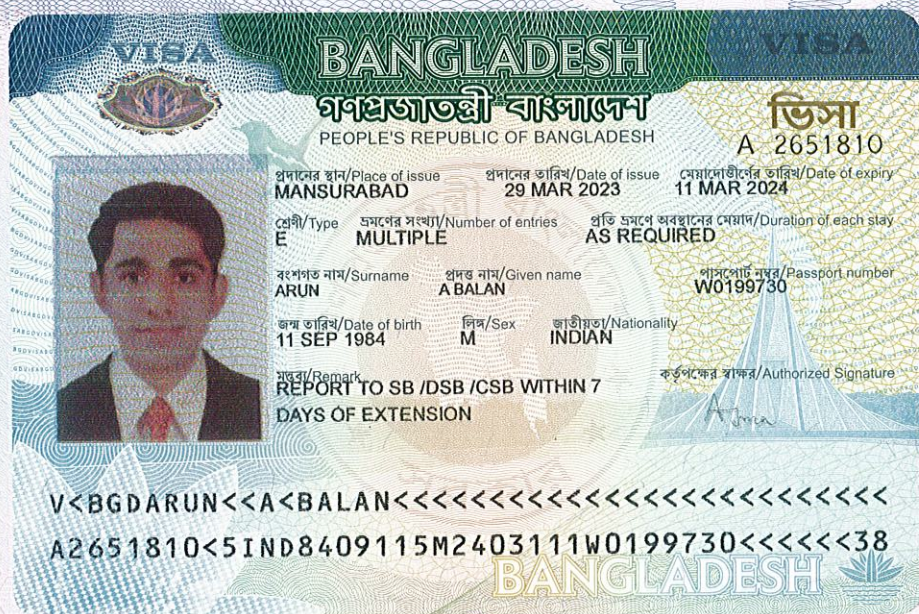 VISA
BANGLADESH
VISA
গণপ্রজাতন্ত্রী বাংলাদেশ
PEOPLE'S REPUBLIC OF BANGLADESH
ভিসা
A 2651810
প্রদানের স্থান/Place of issue প্রদানের তারিখ/Date of issue মেয়াদোত্তীর্ণের তারিখ/Date of expiry
MANSURABAD 29 MAR 2023 11 MAR 2024
শ্রেণী/Type ভ্রমণের সংখ্যা/Number of entries প্রতি ভ্রমণে অবস্থানের মেয়াদ/Duration of each stay
E MULTIPLE AS REQUIRED
বংশগত নাম/Surname প্রদত্ত নাম/Given name পাসপোর্ট নম্বর/Passport number
ARUN A BALAN W0199730
জন্ম তারিখ/Date of birth লিঙ্গ/Sex জাতীয়তা/Nationality
11 SEP 1984 M INDIAN
মন্তব্য/Remark কর্তৃপক্ষের স্বাক্ষর/Authorized Signature
REPORT TO SB /DSB /CSB WITHIN 7
DAYS OF EXTENSION
V<BGDARUN<<A<BALAN<<<<<<<<<<<<<<<<<<<<<<<<<<
A2651810<5IND8409115M2403111W0199730<<<<<<38
BANGLADESH